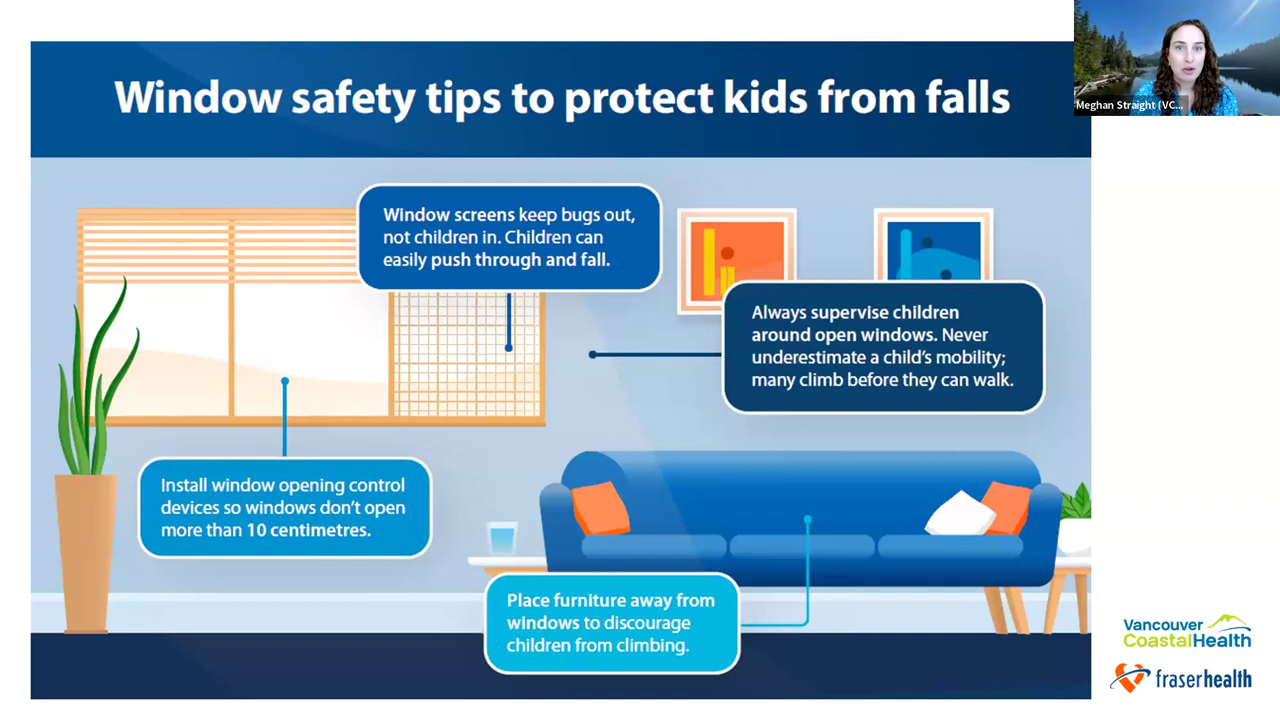 Window safety tips to protect kids from falls
Meghan Straight (VC...
Window screens keep bugs out,
not children in. Children can
easily push through and fall.
Always supervise children
around open windows. Never
underestimate a child's mobility;
many climb before they can walk.
Install window opening control
devices so windows don't open
more than 10 centimetres.
Place furniture away from
windows to discourage
children from climbing.
Vancouver
CoastalHealth
fraserhealth